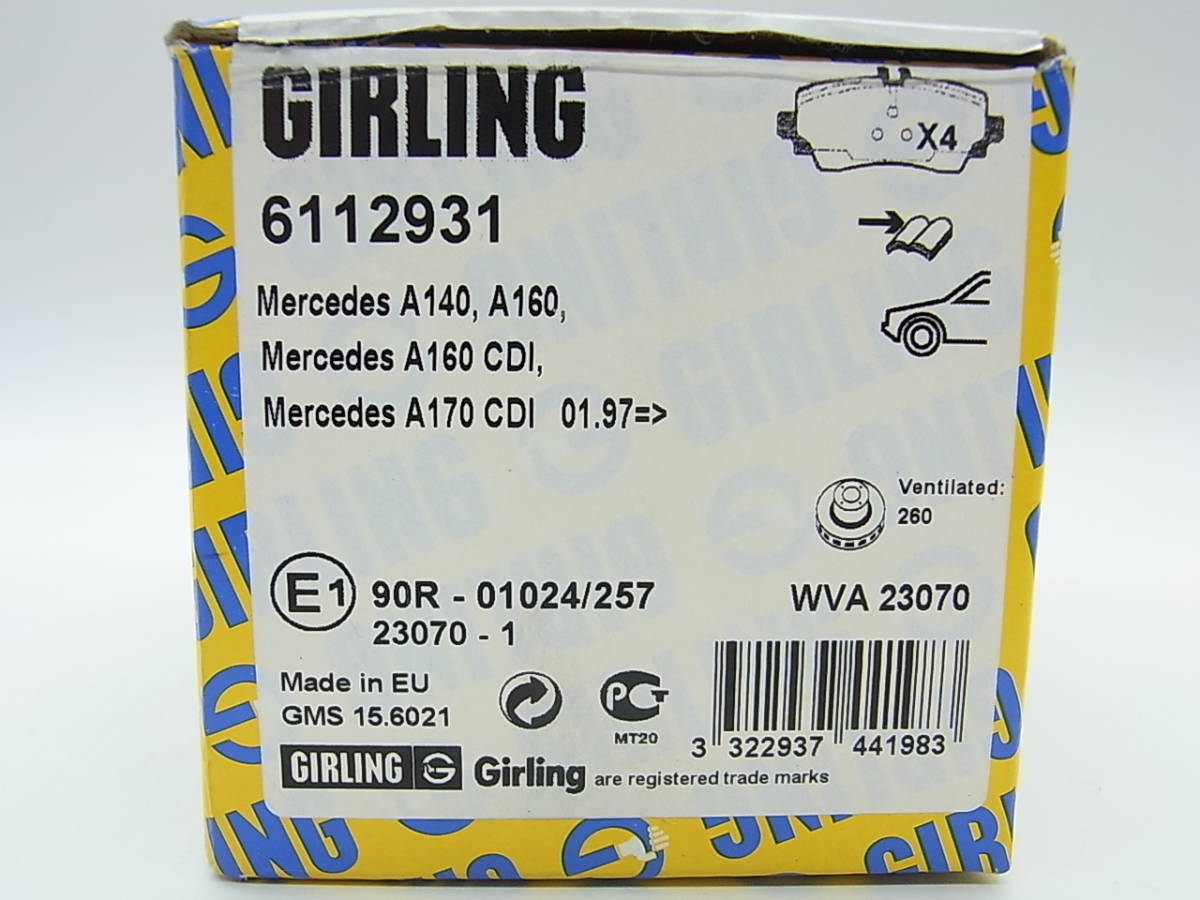 GIRLING
X4
6112931
Mercedes A140, A160,
Mercedes A160 CDI,
Mercedes A170 CDI 01.97=>
Ventilated:
260
E1 90R - 01024/257
23070 - 1
WVA 23070
Made in EU
GMS 15.6021
PCT
MT20
3 322937 441983
GIRLING G Girling are registered trade marks
GIRLING